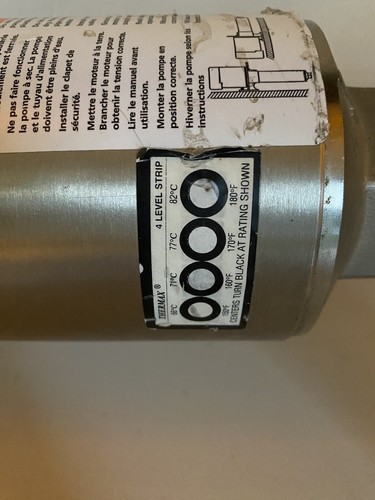 Ne pas faire fonctionner
la pompe à sec. La pompe
et le tuyau d'alimentation
doivent être pleins d'eau.
Installer le clapet de
sécurité.
Mettre le moteur à la terre.
Brancher le moteur pour
obtenir la tension correcte.
Lire le manuel avant
utilisation.
Monter la pompe en
position correcte.
Hiverner la pompe selon les
instructions
THERMAX® 4 LEVEL STRIP
66°C 71°C 77°C 82°C
150°F 160°F 170°F 180°F
CENTERS TURN BLACK AT RATING SHOWN